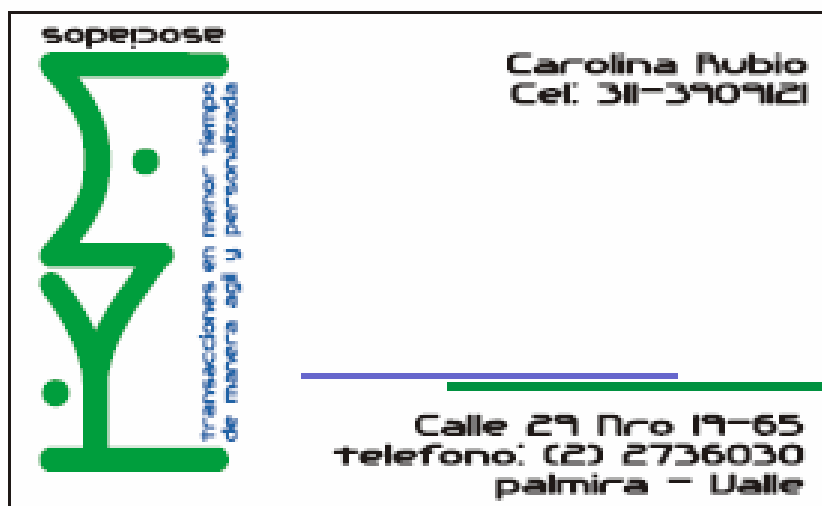 asociados
transacciones en menor tiempo
de manera agil y personalizada
Carolina Rubio
Cel: 311-3909121
Calle 29 Nro 19-65
telefono: (2) 2736030
palmira - Valle